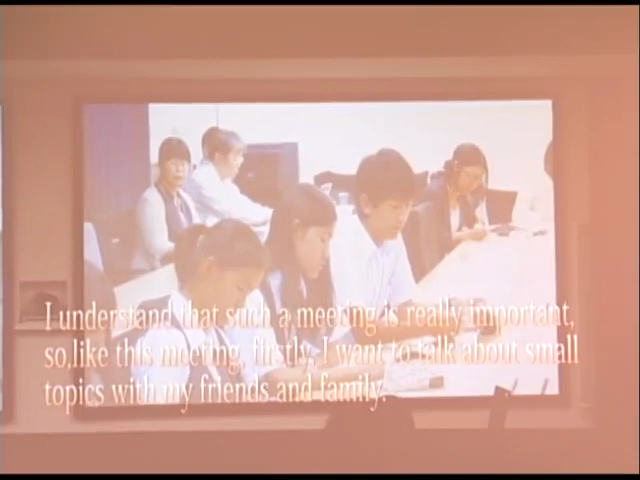 I understand that such a meeting is really important,
so,like this meeting, firstly, I want to talk about small
topics with my friends and family.